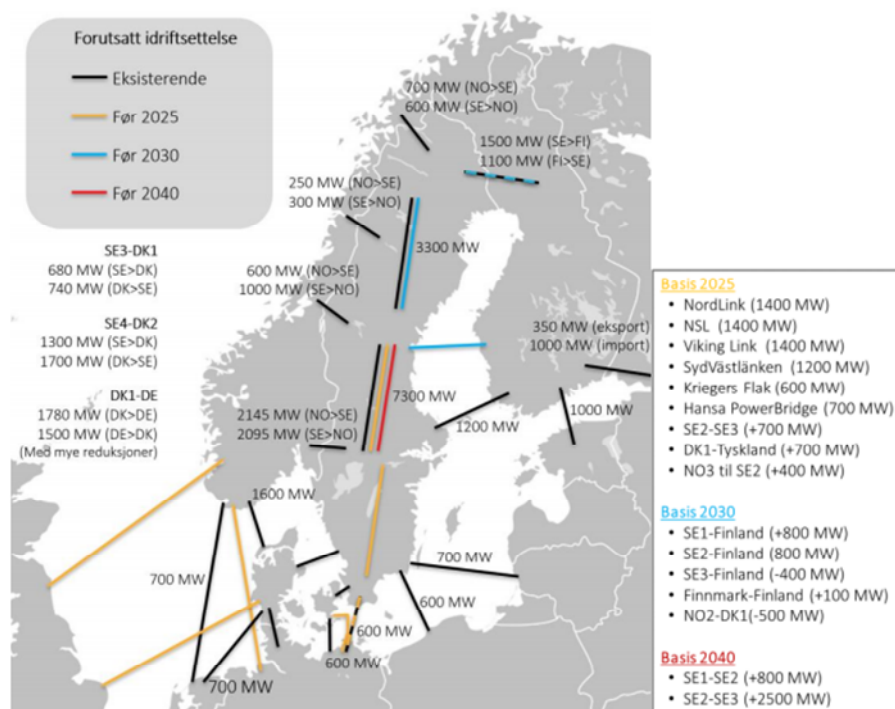 Forutsatt idriftsettelse
Eksisterende
Før 2025
Før 2030
Før 2040
700 MW (NO>SE)
600 MW (SE>NO)
1500 MW (SE>FI)
1100 MW (FI>SE)
250 MW (NO>SE)
300 MW (SE>NO)
3300 MW
SE3-DK1
680 MW (SE>DK)
740 MW (DK>SE)
600 MW (NO>SE)
1000 MW (SE>NO)
SE4-DK2
1300 MW (SE>DK)
1700 MW (DK>SE)
350 MW (eksport)
1000 MW (import)
DK1-DE
1780 MW (DK>DE)
1500 MW (DE>DK)
(Med mye reduksjoner)
7300 MW
2145 MW (NO>SE)
2095 MW (SE>NO)
1200 MW
1000 MW
1600 MW
700 MW
700 MW
600 MW
600 MW
600 MW
700 MW
Basis 2025
• NordLink (1400 MW)
• NSL (1400 MW)
• Viking Link (1400 MW)
• SydVästlänken (1200 MW)
• Kriegers Flak (600 MW)
• Hansa PowerBridge (700 MW)
• SE2-SE3 (+700 MW)
• DK1-Tyskland (+700 MW)
• NO3 til SE2 (+400 MW)
Basis 2030
• SE1-Finland (+800 MW)
• SE2-Finland (800 MW)
• SE3-Finland (-400 MW)
• Finnmark-Finland (+100 MW)
• NO2-DK1(-500 MW)
Basis 2040
• SE1-SE2 (+800 MW)
• SE2-SE3 (+2500 MW)